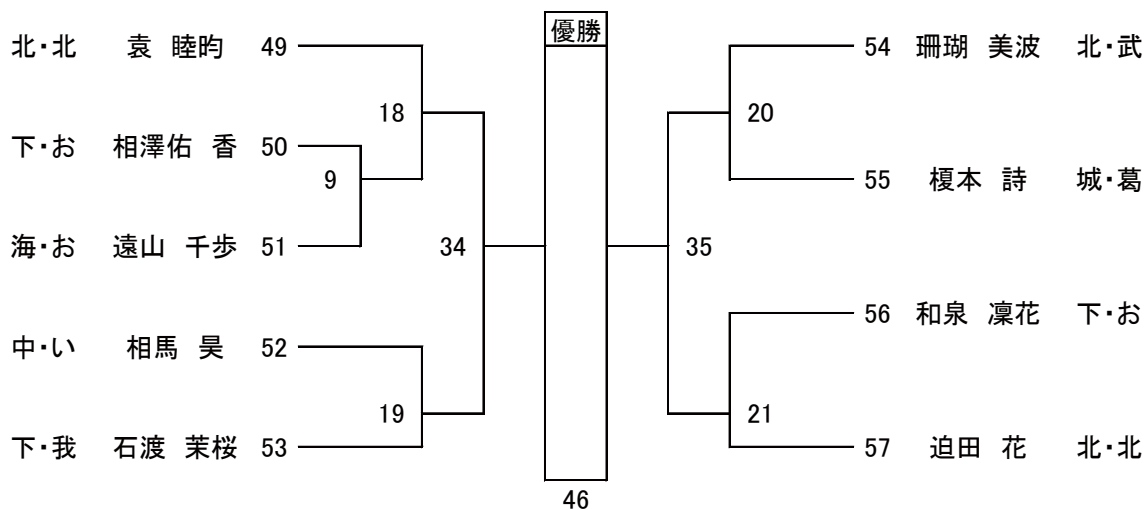 優勝
北・北 袁 睦昀 49
54 珊瑚 美波 北・武
18
20
下・お 相澤佑 香 50
9
55 榎本 詩 城・葛
海・お 遠山 千歩 51
34
35
56 和泉 凜花 下・お
中・い 相馬 昊 52
19
21
下・我 石渡 茉桜 53
57 迫田 花 北・北
46